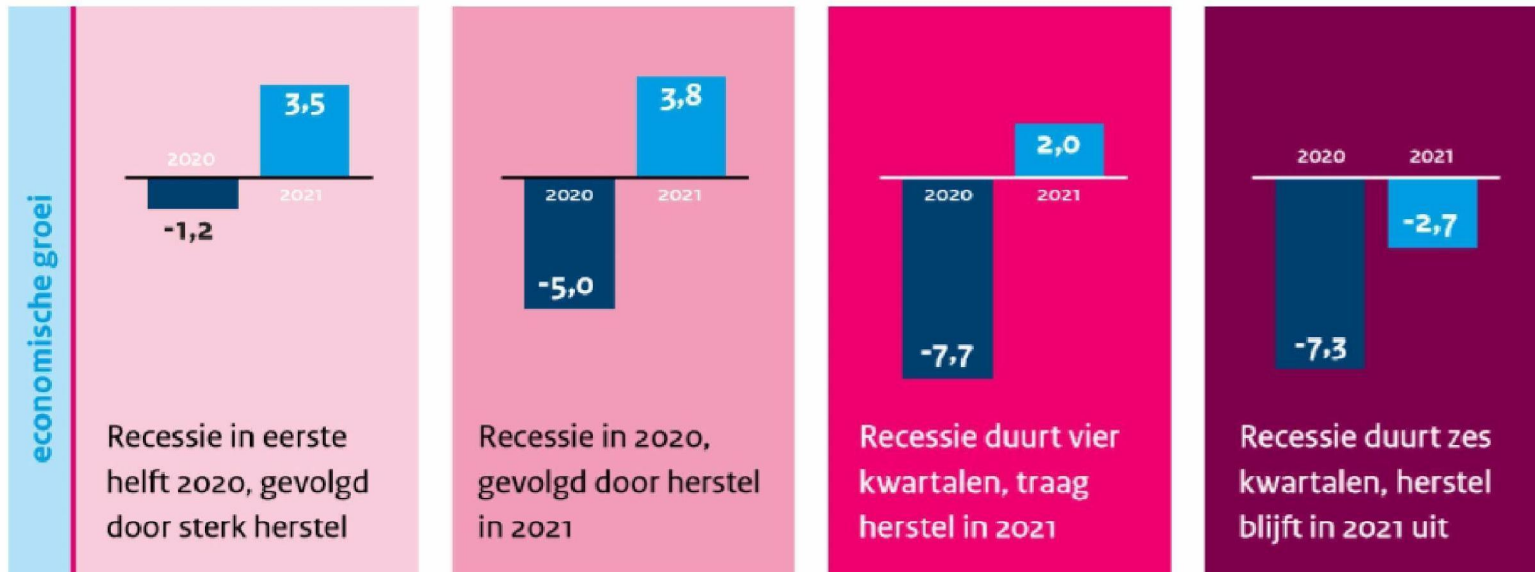 economische groei
3,5
2020
2021
-1,2
Recessie in eerste
helft 2020, gevolgd
door sterk herstel
3,8
2020
2021
-5,0
Recessie in 2020,
gevolgd door herstel
in 2021
2,0
2020
2021
-7,7
Recessie duurt vier
kwartalen, traag
herstel in 2021
2020
2021
-2,7
-7,3
Recessie duurt zes
kwartalen, herstel
blijft in 2021 uit